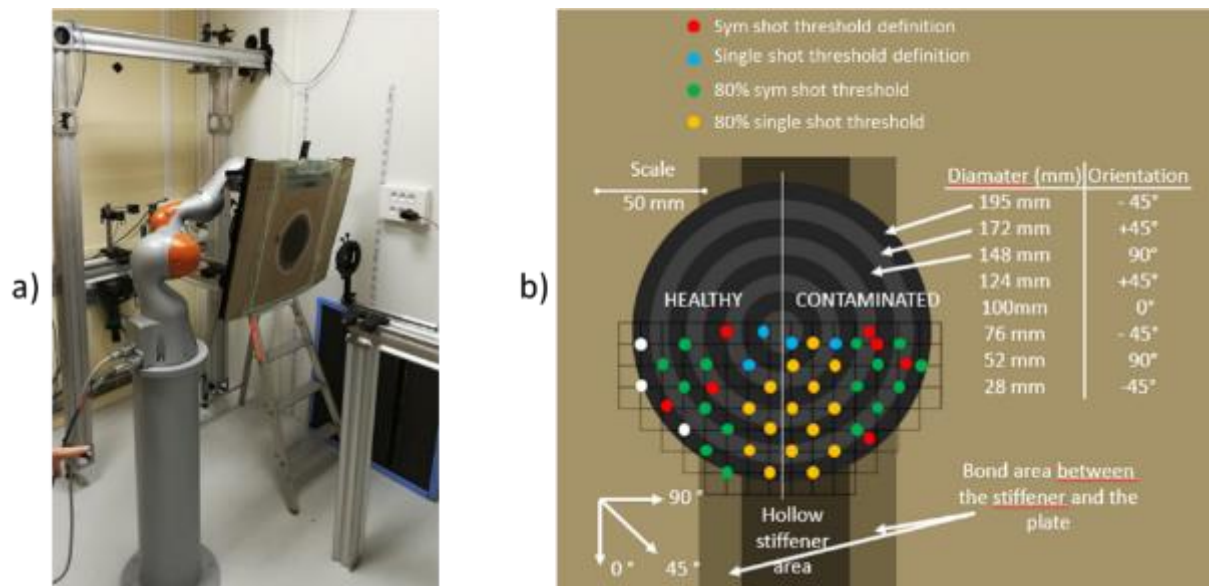 a)
b)
Sym shot threshold definition
Single shot threshold definition
80% sym shot threshold
80% single shot threshold
Scale
50 mm
Diamater (mm) Orientation
195 mm - 45°
172 mm +45°
148 mm 90°
124 mm +45°
100mm 0°
76 mm - 45°
52 mm 90°
28 mm -45°
HEALTHY CONTAMINATED
Bond area between
the stiffener and the
plate
90 °
0 °
45 °
Hollow
stiffener
area